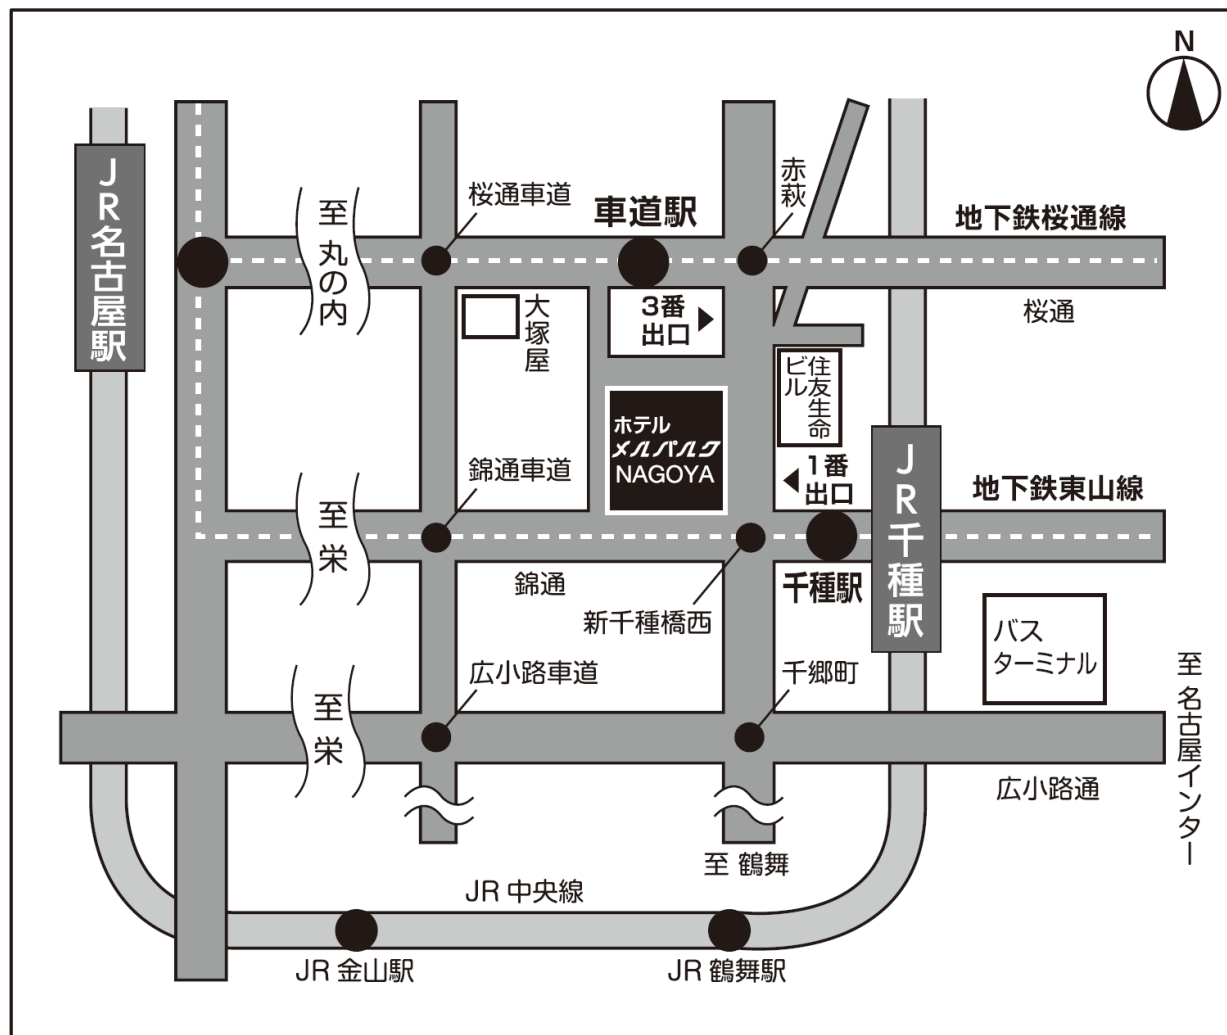 N
JR名古屋駅
至丸の内
桜通車道
車道駅
赤萩
地下鉄桜通線
桜通
大塚屋
3番
出口
住友生命
ビル
ホテル
メルパルク
NAGOYA
1番
出口
錦通車道
至栄
錦通
新千種橋西
千種駅
JR千種駅
地下鉄東山線
バス
ターミナル
至 名古屋インター
広小路車道
至栄
千郷町
広小路通
至 鶴舞
JR 中央線
JR 金山駅
JR 鶴舞駅